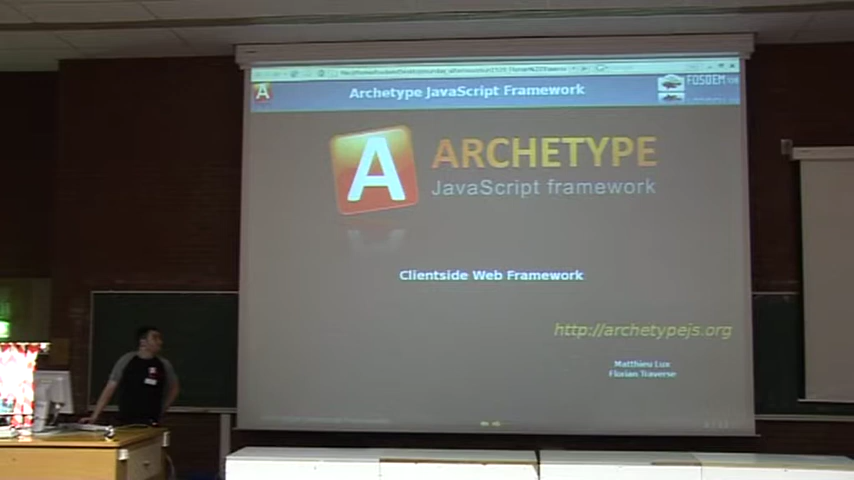 Archetype JavaScript Framework
FOSDEM
A
A
ARCHETYPE
JavaScript framework
Clientside Web Framework
http://archetypejs.org
Matthieu Lux
Florian Traverse